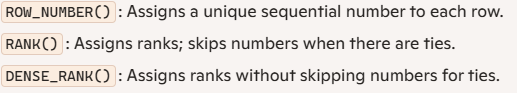 ROW_NUMBER() : Assigns a unique sequential number to each row.
RANK() : Assigns ranks; skips numbers when there are ties.
DENSE_RANK() : Assigns ranks without skipping numbers for ties.